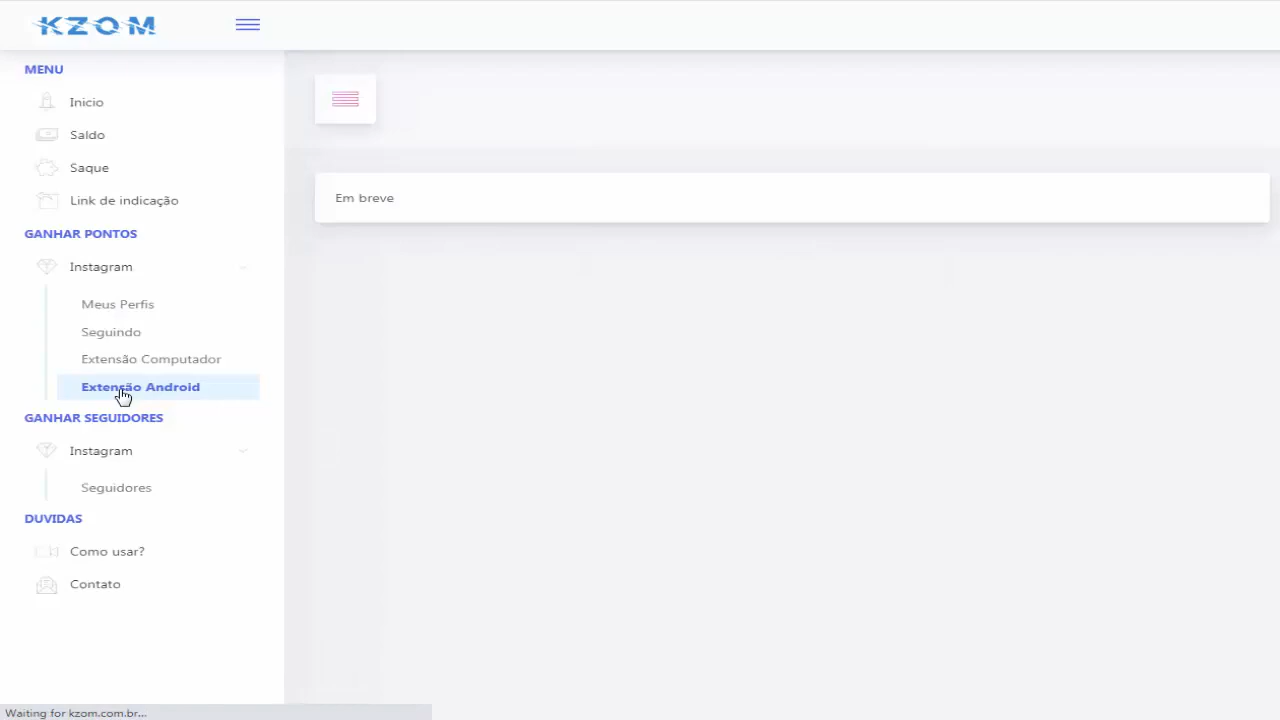 KZOM
MENU
Inicio
Saldo
Saque
Link de indicação
GANHAR PONTOS
Instagram
Meus Perfis
Seguindo
Extensão Computador
Extensão Android
GANHAR SEGUIDORES
Instagram
Seguidores
DUVIDAS
Como usar?
Contato
Em breve
Waiting for kzom.com.br...